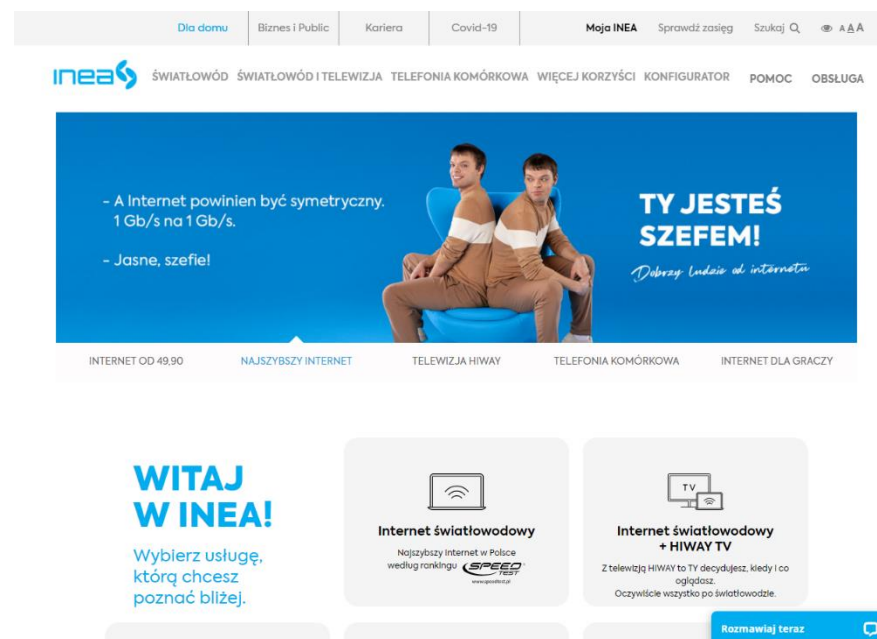 Dla domu
Biznes i Public
Kariera
Covid-19
Moja INEA
Sprawdź zasięg
Szukaj
A A A
inea
ŚWIATŁOWÓD
ŚWIATŁOWÓD I TELEWIZJA
TELEFONIA KOMÓRKOWA
WIĘCEJ KORZYŚCI
KONFIGURATOR
POMOC
OBSŁUGA
- A Internet powinien być symetryczny.
1 Gb/s na 1 Gb/s.
- Jasne, szefie!
TY JESTEŚ
SZEFEM!
Dobrzy ludzie od internetu
INTERNET OD 49,90
NAJSZYBSZY INTERNET
TELEWIZJA HIWAY
TELEFONIA KOMÓRKOWA
INTERNET DLA GRACZY
WITAJ
W INEA!
Wybierz usługę,
którą chcesz
poznać bliżej.
Internet światłowodowy
Najszybszy Internet w Polsce
według rankingu SPEED TEST
www.speedtest.pl
TV
Internet światłowodowy
+ HIWAY TV
Z telewizją HIWAY to TY decydujesz, kiedy i co
oglądasz.
Oczywiście wszystko po światłowodzie.
Rozmawiaj teraz